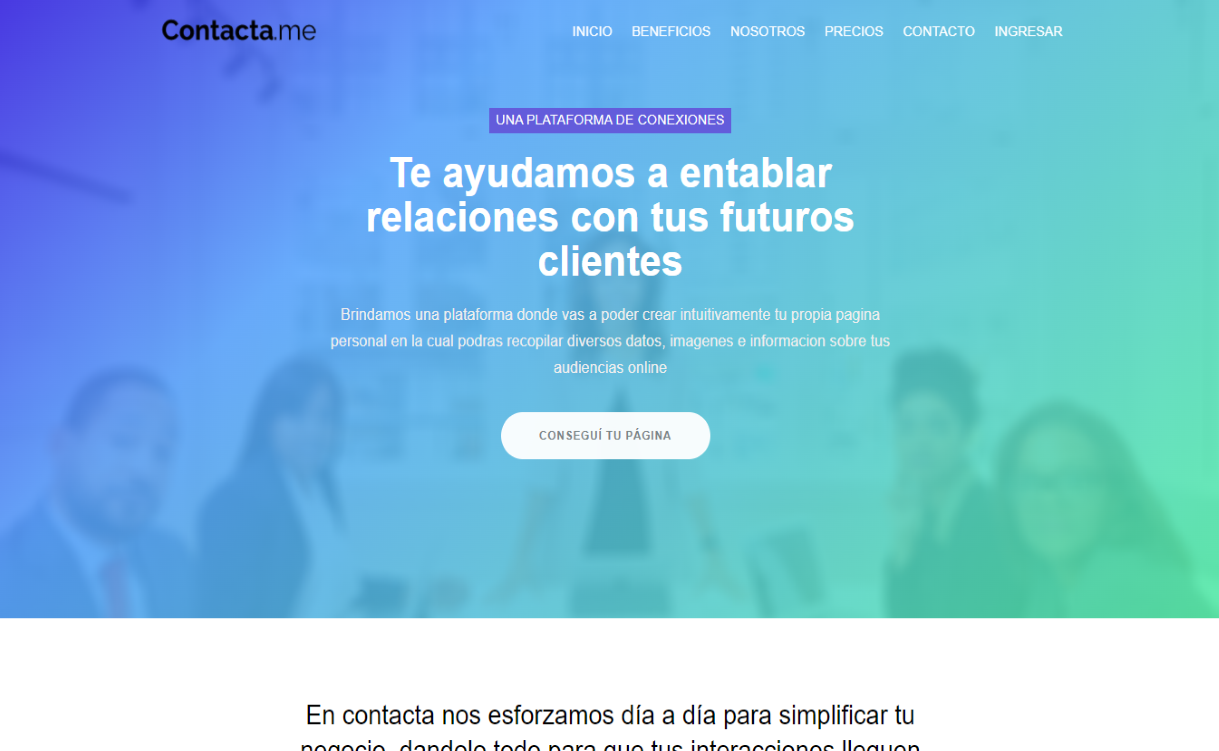 Contacta.me
INICIO BENEFICIOS NOSOTROS PRECIOS CONTACTO INGRESAR
UNA PLATAFORMA DE CONEXIONES
Te ayudamos a entablar
relaciones con tus futuros
clientes
Brindamos una plataforma donde vas a poder crear intuitivamente tu propia pagina
personal en la cual podras recopilar diversos datos, imagenes e informacion sobre tus
audiencias online
CONSEGUÍ TU PÁGINA
En contacta nos esforzamos día a día para simplificar tu
negocio, dandolo todo para que tus interacciones lleguen